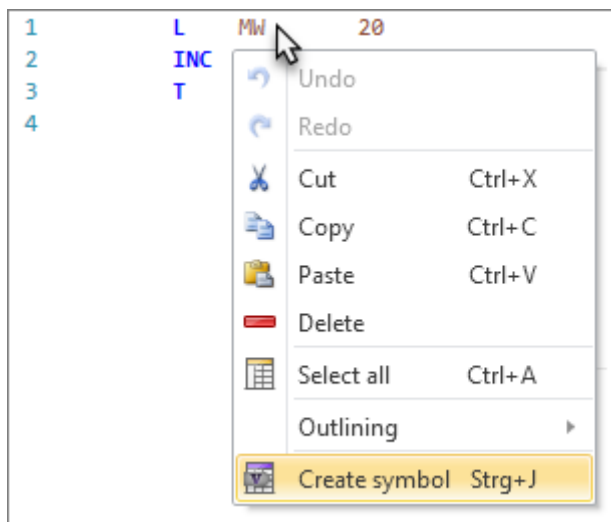 1 L MW 20
2 INC
3 T
4
Undo
Redo
Cut Ctrl+X
Copy Ctrl+C
Paste Ctrl+V
Delete
Select all Ctrl+A
Outlining
Create symbol Strg+J